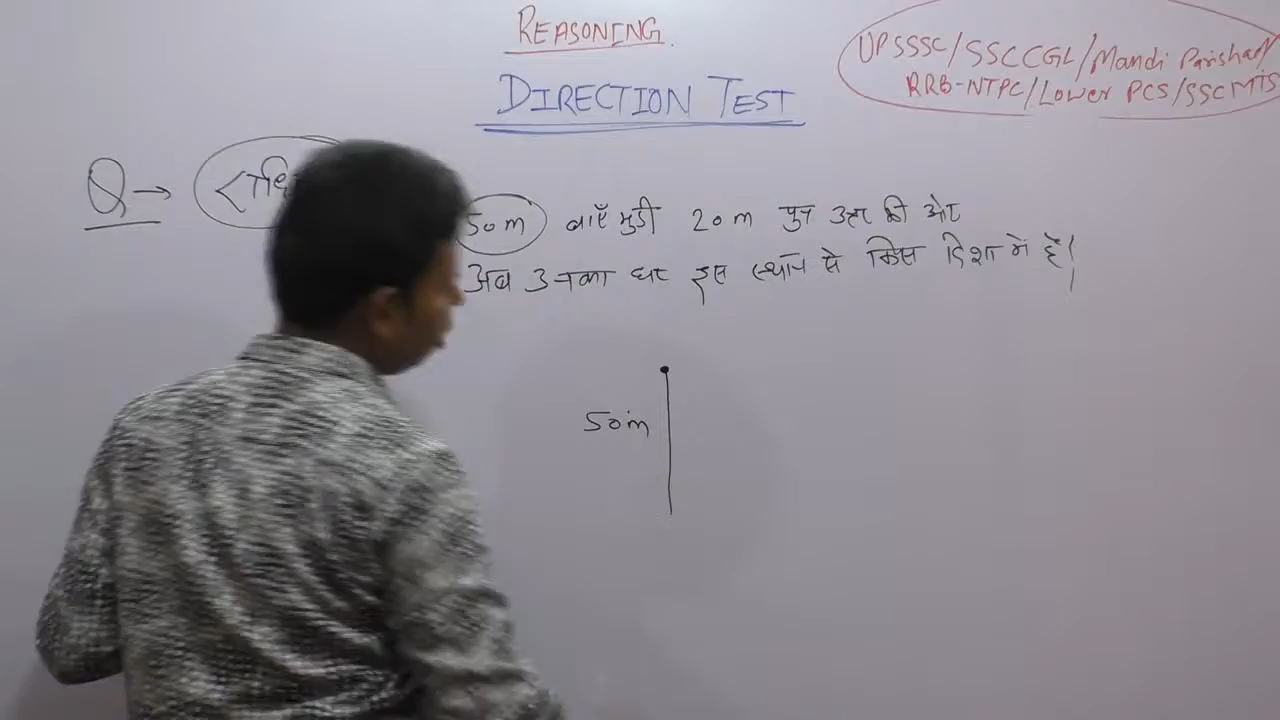 REASONING
DIRECTION TEST
UPSSSC/SSCCGL/Mandi Parishad/
RRB-NTPC/Lower PCS/SSCMTS
Q→
50m बाएँ मुडी 20m पुनः उत्तर की ओर
अब उनका घर इस स्थान से किस दिशा में है!
50m